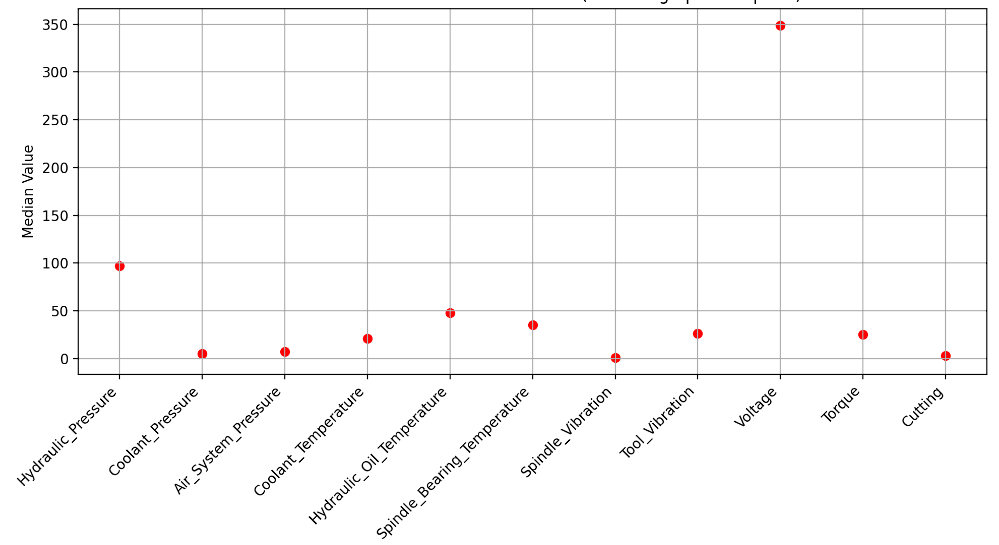 350
300
250
200
150
100
50
0
Median Value
Hydraulic_Pressure
Coolant_Pressure
Air_System_Pressure
Coolant_Temperature
Hydraulic_Oil_Temperature
Spindle_Bearing_Temperature
Spindle_Vibration
Tool_Vibration
Voltage
Torque
Cutting